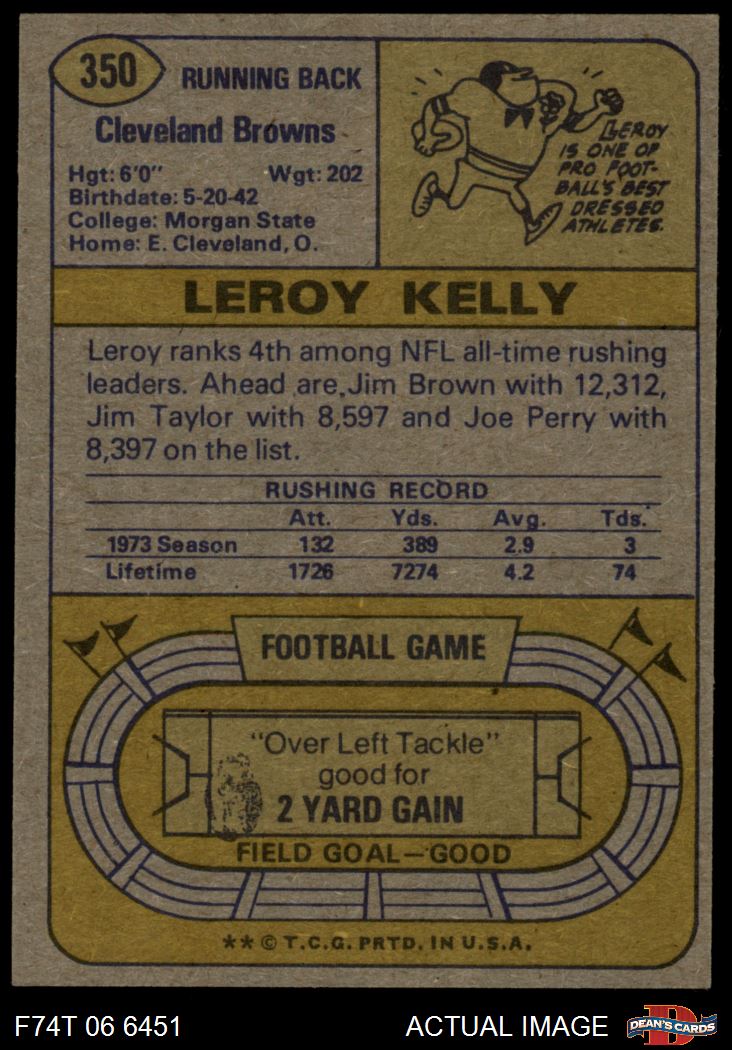 350
RUNNING BACK
Cleveland Browns
Hgt: 6'0" Wgt: 202
Birthdate: 5-20-42
College: Morgan State
Home: E. Cleveland, O.
LEROY
IS ONE OF
PRO FOOT-
BALL'S BEST
DRESSED
ATHLETES.
LEROY KELLY
Leroy ranks 4th among NFL all-time rushing
leaders. Ahead are Jim Brown with 12,312,
Jim Taylor with 8,597 and Joe Perry with
8,397 on the list.
RUSHING RECORD
Att. Yds. Avg. Tds.
1973 Season 132 389 2.9 3
Lifetime 1726 7274 4.2 74
FOOTBALL GAME
"Over Left Tackle"
good for
2 YARD GAIN
FIELD GOAL—GOOD
** © T.C.G. PRTD. IN U.S.A.
F74T 06 6451 ACTUAL IMAGE
D
DEAN'S CARDS